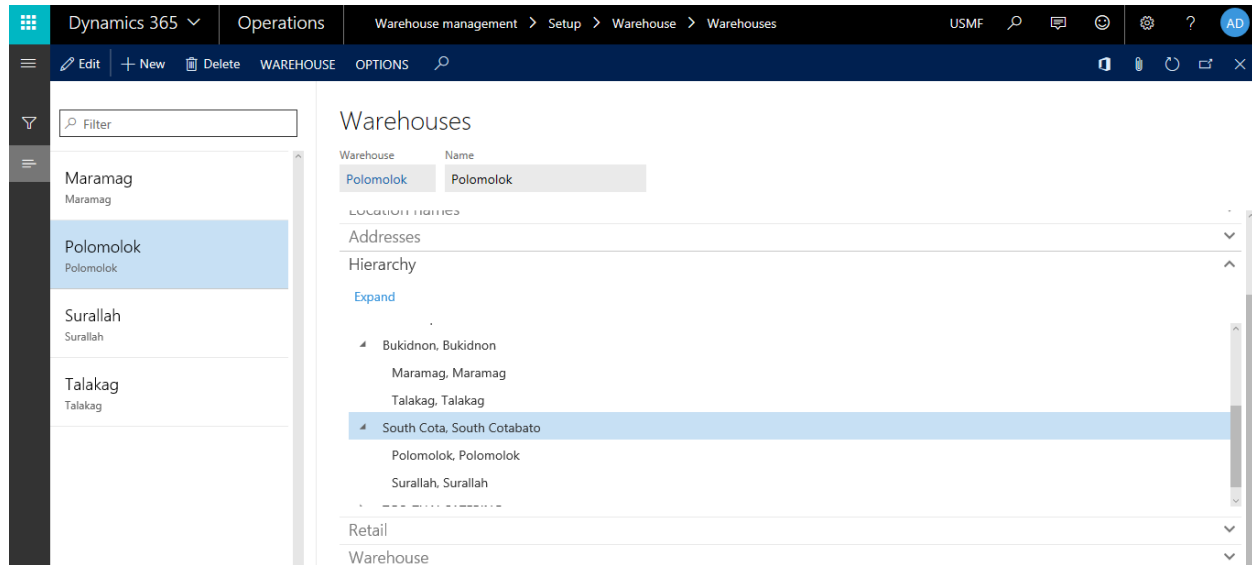 Dynamics 365 Operations Warehouse management > Setup > Warehouse > Warehouses USMF ? AD
Edit + New Delete WAREHOUSE OPTIONS
Filter
Maramag
Maramag
Polomolok
Polomolok
Surallah
Surallah
Talakag
Talakag
Warehouses
Warehouse Name
Polomolok Polomolok
Location names
Addresses
Hierarchy
Expand
Bukidnon, Bukidnon
Maramag, Maramag
Talakag, Talakag
South Cota, South Cotabato
Polomolok, Polomolok
Surallah, Surallah
Retail
Warehouse